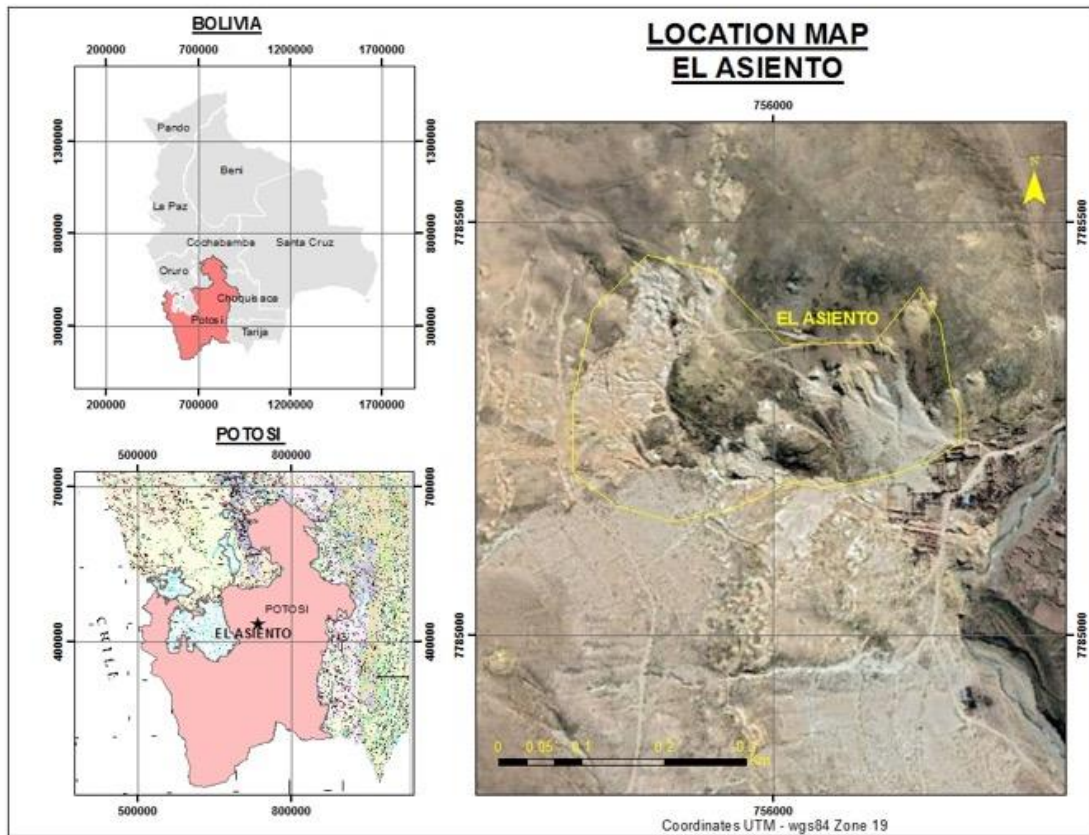 BOLIVIA
200000 700000 1200000 1700000
1300000
800000
300000
Pando
Beni
La Paz
Cochabamba
Santa Cruz
Oruro
Choquisaca
Potosi
Tarija
1300000
800000
300000
200000 700000 1200000 1700000
POTOSI
500000 800000
700000
400000
POTOSI
EL ASIENTO
CHILE
700000
400000
500000 800000
LOCATION MAP
EL ASIENTO
756000
7785500
7785000
N
EL ASIENTO
7785500
7785000
0 0.05 0.1 0.2 0.3
Km
756000
Coordinates UTM - wgs84 Zone 19